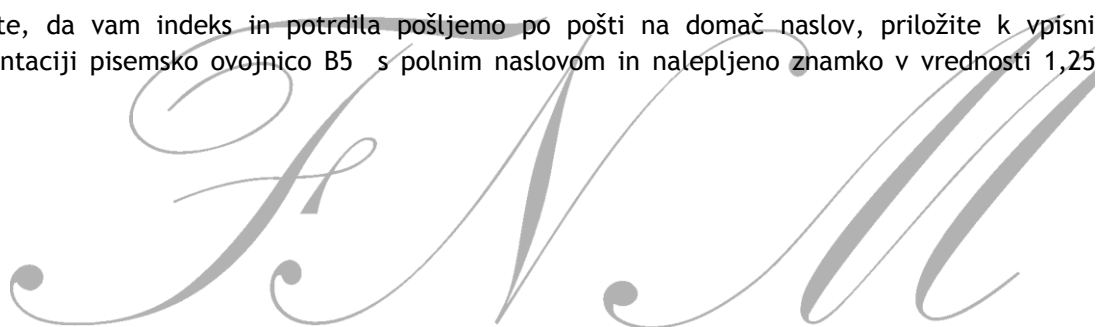 te, da vam indeks in potrdila pošljemo po pošti na domač naslov, priložite k vpisni
ntaciji pisemsko ovojnico B5 s polnim naslovom in nalepljeno znamko v vrednosti 1,25
FNM